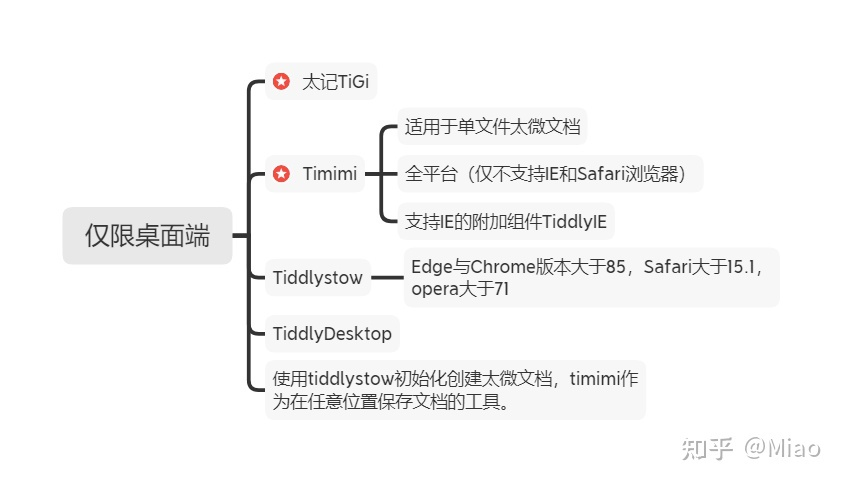 太记TiGi
适用于单文件太微文档
Timimi
全平台（仅不支持IE和Safari浏览器）
支持IE的附加组件TiddlyIE
仅限桌面端
Tiddlystow
Edge与Chrome版本大于85，Safari大于15.1，
opera大于71
TiddlyDesktop
使用tiddlystow初始化创建太微文档，timimi作
为在任意位置保存文档的工具。
知乎 @Miao